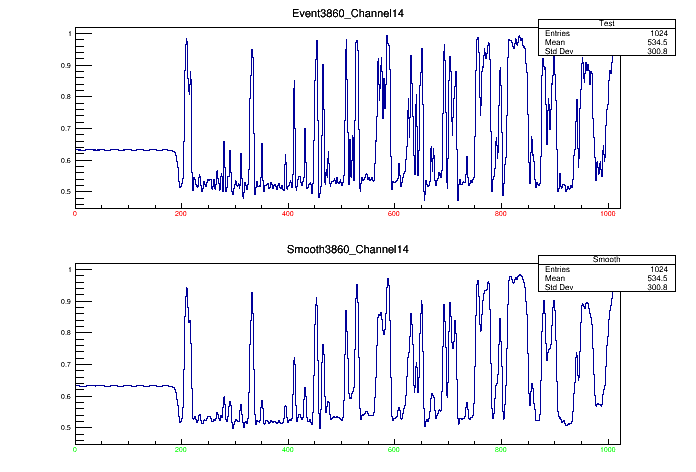 Event3860_Channel14
Test
Entries 1024
Mean 534.5
Std Dev 300.8
1
0.9
0.8
0.7
0.6
0.5
0 200 400 600 800 1000
Smooth3860_Channel14
Smooth
Entries 1024
Mean 534.5
Std Dev 300.8
1
0.9
0.8
0.7
0.6
0.5
0 200 400 600 800 1000